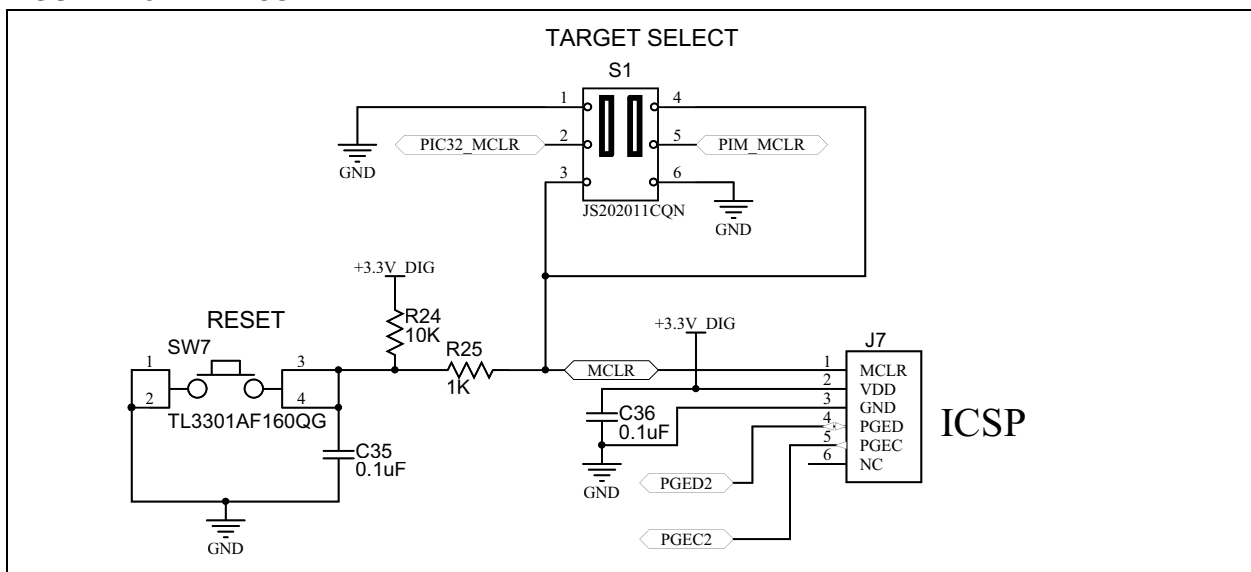 TARGET SELECT
S1
1
4
PIC32_MCLR
2
5
PIM_MCLR
GND
3
6
JS202011CQN
GND
+3.3V_DIG
RESET
R24
10K
+3.3V_DIG
SW7
R25
J7
1
3
1K
MCLR
1
MCLR
2
VDD
2
4
3
GND
TL3301AF160QG
C36
0.1uF
4
PGED
ICSP
C35
0.1uF
5
PGEC
6
NC
GND
PGED2
GND
PGEC2